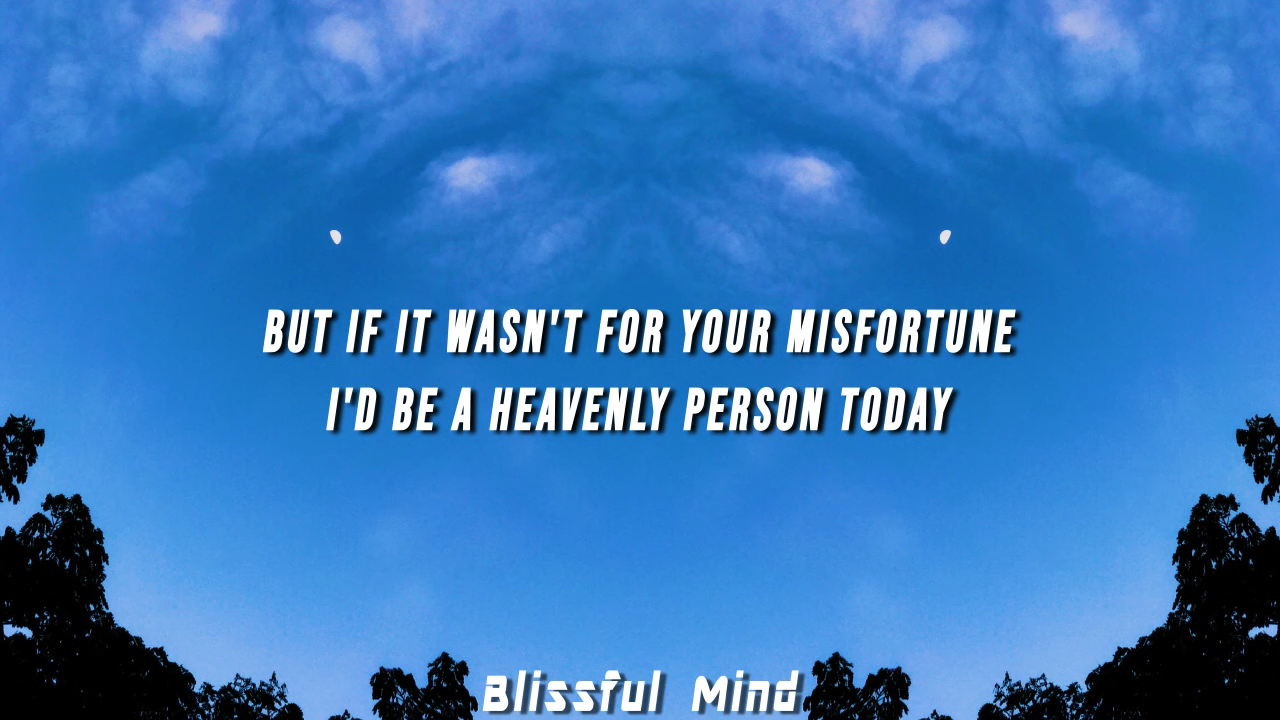 BUT IF IT WASN'T FOR YOUR MISFORTUNE
I'D BE A HEAVENLY PERSON TODAY
Blissful Mind